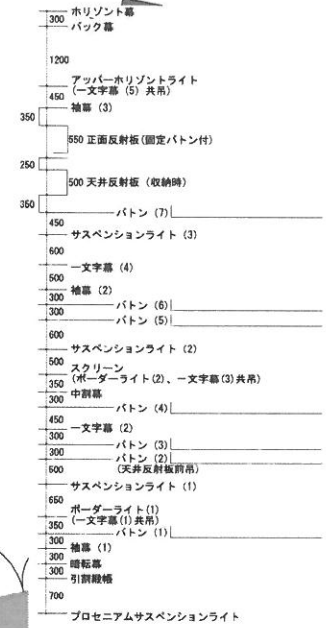 ホリゾント幕
300
バック幕
1200
アッパーホリゾントライト
(一文字幕 (5) 共吊)
450
袖幕 (3)
350
550 正面反射板(固定バトン付)
250
500 天井反射板 (収納時)
350
バトン (7)
450
サスペンションライト (3)
600
一文字幕 (4)
500
袖幕 (2)
300
バトン (6)
300
バトン (5)
600
サスペンションライト (2)
500
スクリーン
(ボーダーライト(2)、一文字幕(3)共吊)
350
中割幕
300
バトン (4)
450
一文字幕 (2)
300
バトン (3)
300
バトン (2)
(天井反射板前吊)
600
サスペンションライト (1)
650
ボーダーライト(1)
(一文字幕(1)共吊)
350
バトン (1)
300
袖幕 (1)
300
暗転幕
300
引割緞帳
700
プロセニアムサスペンションライト